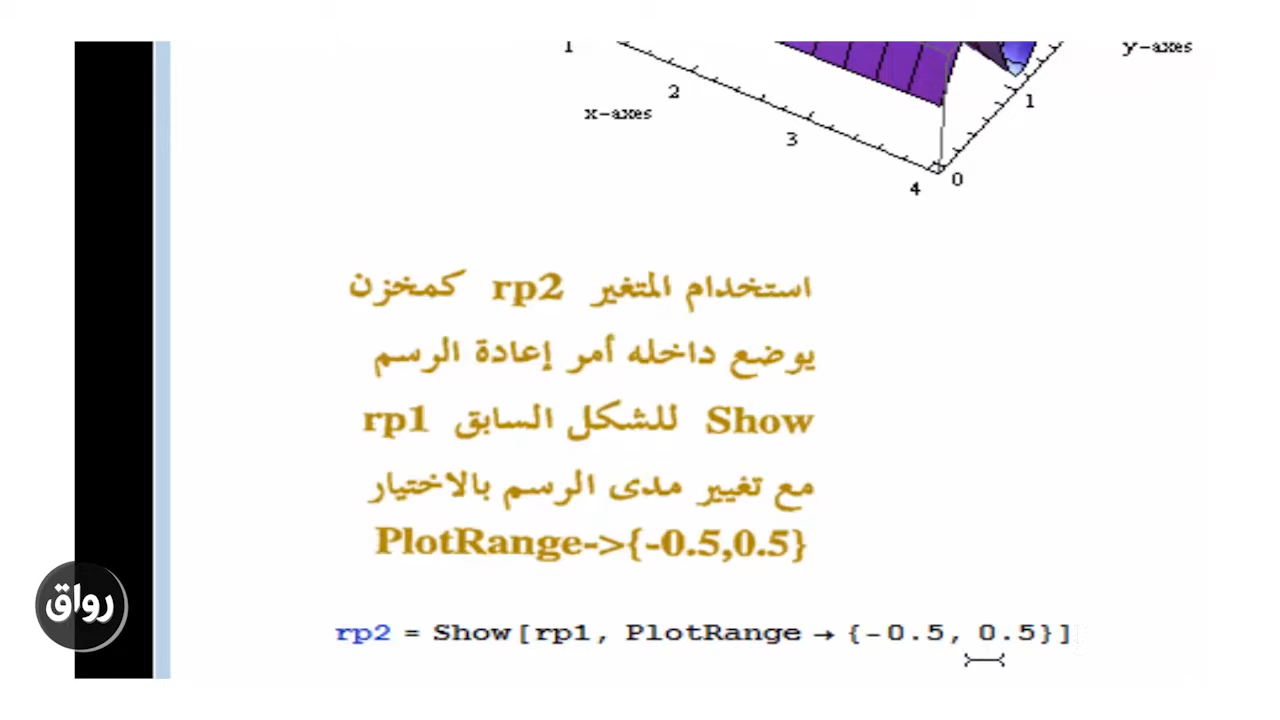 1
y-axes
2
1
x-axes
3
0
4
استخدام المتغير rp2 كمخزن
يوضع داخله أمر إعادة الرسم
Show للشكل السابق rp1
مع تغيير مدى الرسم بالاختيار
PlotRange->{-0.5,0.5}
رواق
rp2 = Show[rp1, PlotRange → {-0.5, 0.5}]